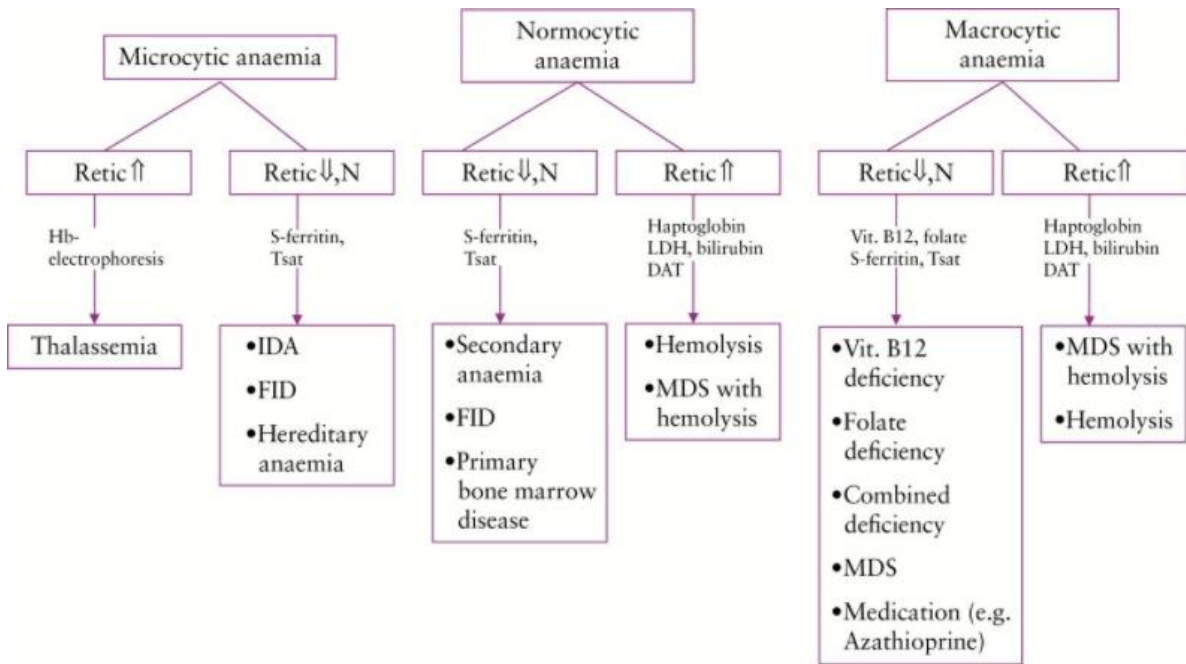 Microcytic anaemia
Normocytic
anaemia
Macrocytic
anaemia
Retic⇑
Retic⇓,N
Retic⇓,N
Retic⇑
Retic⇓,N
Retic⇑
Hb-
electrophoresis
S-ferritin,
Tsat
S-ferritin,
Tsat
Haptoglobin
LDH, bilirubin
DAT
Vit. B12, folate
S-ferritin, Tsat
Haptoglobin
LDH, bilirubin
DAT
Thalassemia
•IDA
•FID
•Hereditary
anaemia
•Secondary
anaemia
•FID
•Primary
bone marrow
disease
•Hemolysis
•MDS with
hemolysis
•Vit. B12
deficiency
•Folate
deficiency
•Combined
deficiency
•MDS
•Medication (e.g.
Azathioprine)
•MDS with
hemolysis
•Hemolysis